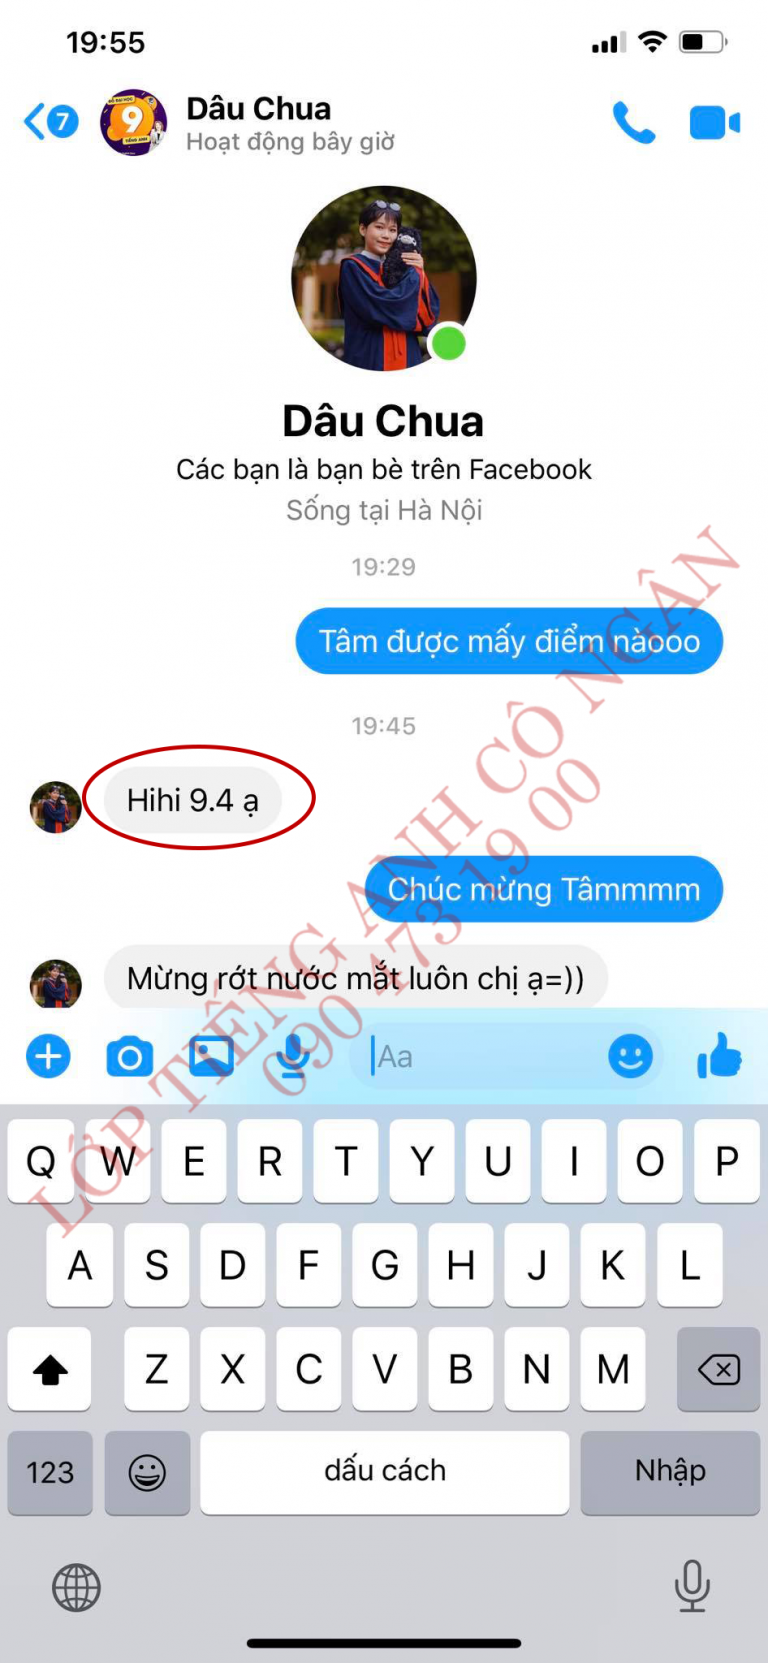 19:55
7
Dâu Chua
Hoạt động bây giờ
9
Dâu Chua
Các bạn là bạn bè trên Facebook
Sống tại Hà Nội
19:29
Tâm được mấy điểm nàooo
19:45
Hihi 9.4 ạ
Chúc mừng Tâmmmm
Mừng rớt nước mắt luôn chị ạ=))
LỚP TIẾNG ANH CÔ NGÂN
090 473 19 00
Aa
Q W E R T Y U I O P
A S D F G H J K L
Z X C V B N M
123 dấu cách Nhập